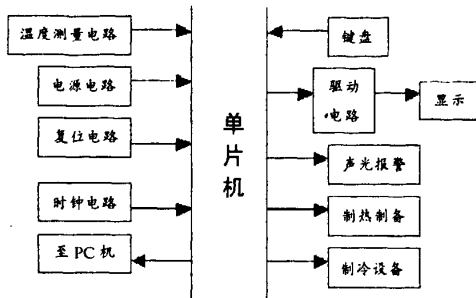 温度测量电路
电源电路
复位电路
时钟电路
至PC机
单片机
键盘
驱动
电路
显示
声光报警
制热制备
制冷设备